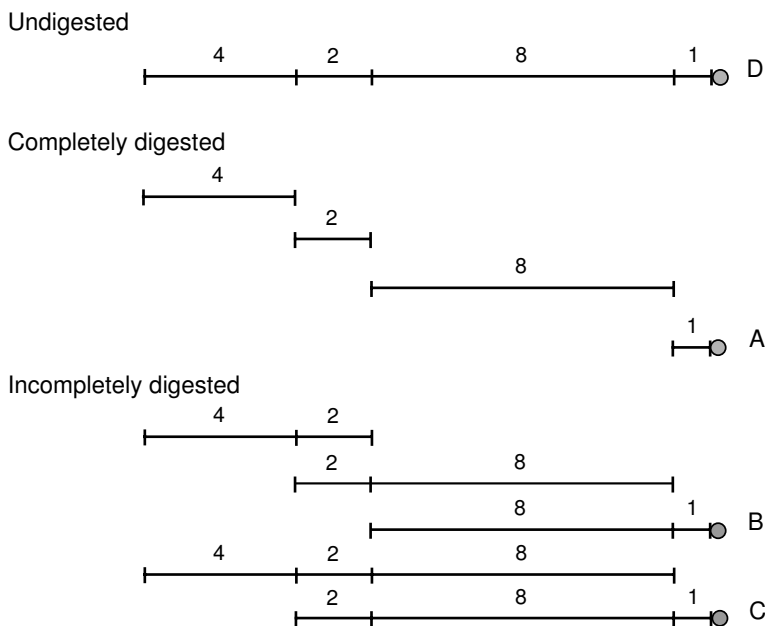 Undigested
4 2 8 1 D
Completely digested
4
2
8
1 A
Incompletely digested
4 2
2 8
8 1 B
4 2 8
2 8 1 C